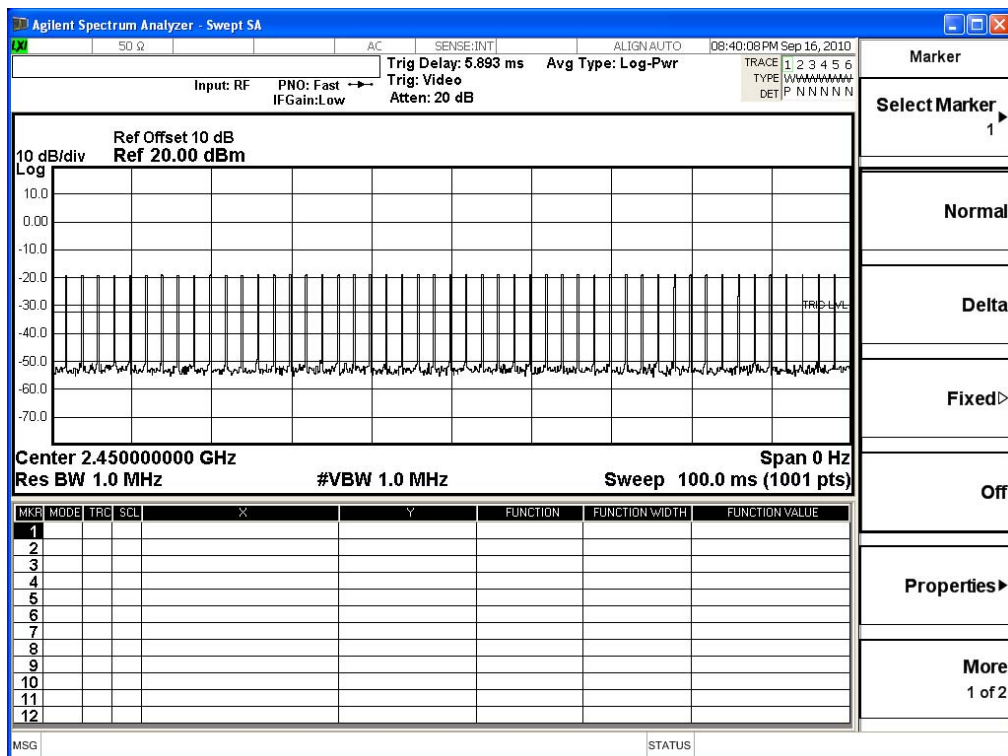 Agilent Spectrum Analyzer - Swept SA
LXI 50 Ω AC SENSE:INT ALIGN AUTO 08:40:08 PM Sep 16, 2010
Trig Delay: 5.893 ms Avg Type: Log-Pwr TRACE 1 2 3 4 5 6
Input: RF PNO: Fast Trig: Video TYPE WWWWWW
IFGain:Low Atten: 20 dB DET P N N N N N
Ref Offset 10 dB
10 dB/div Ref 20.00 dBm
Log
10.0
0.00
-10.0
-20.0
-30.0
TRIG LVL
-40.0
-50.0
-60.0
-70.0
Center 2.450000000 GHz Span 0 Hz
Res BW 1.0 MHz #VBW 1.0 MHz Sweep 100.0 ms (1001 pts)
MKR MODE TRC SCL X Y FUNCTION FUNCTION WIDTH FUNCTION VALUE
1
2
3
4
5
6
7
8
9
10
11
12
MSG STATUS
Marker
Select Marker
1
Normal
Delta
Fixed
Off
Properties
More
1 of 2